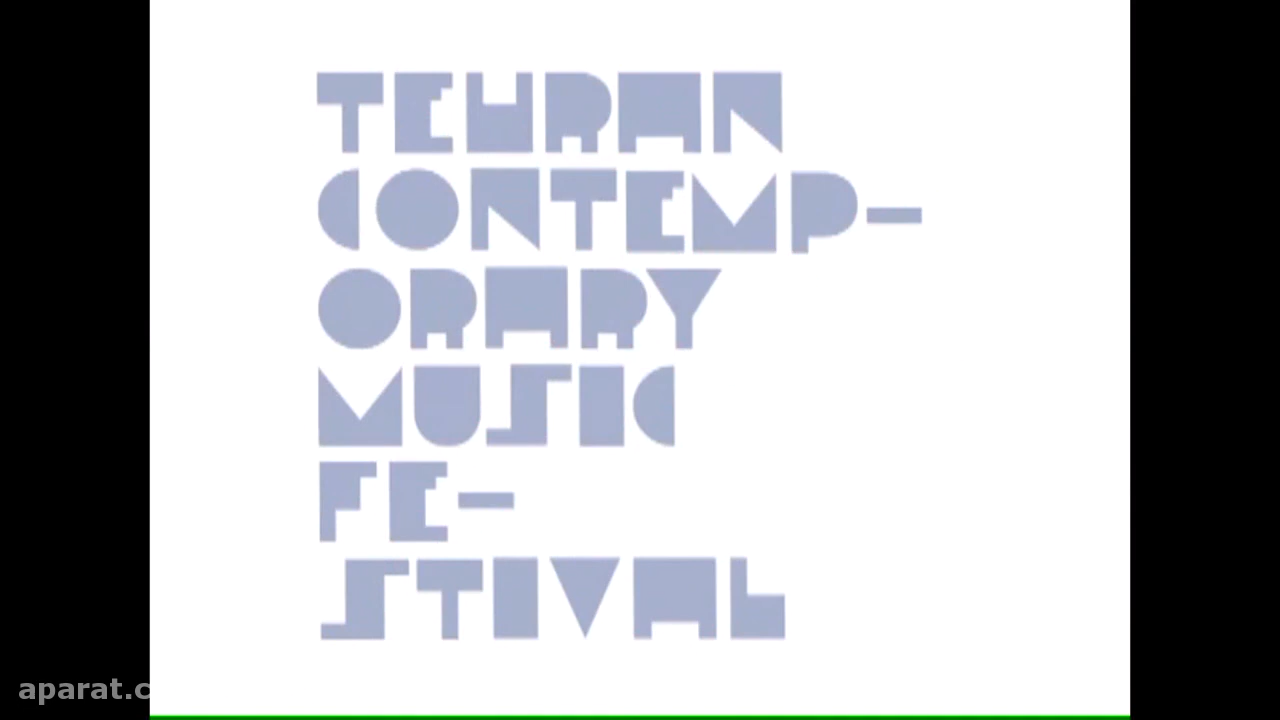 TEHRAN
CONTEMP-
ORARY
MUSIC
FE-
STIVAL
aparat.c